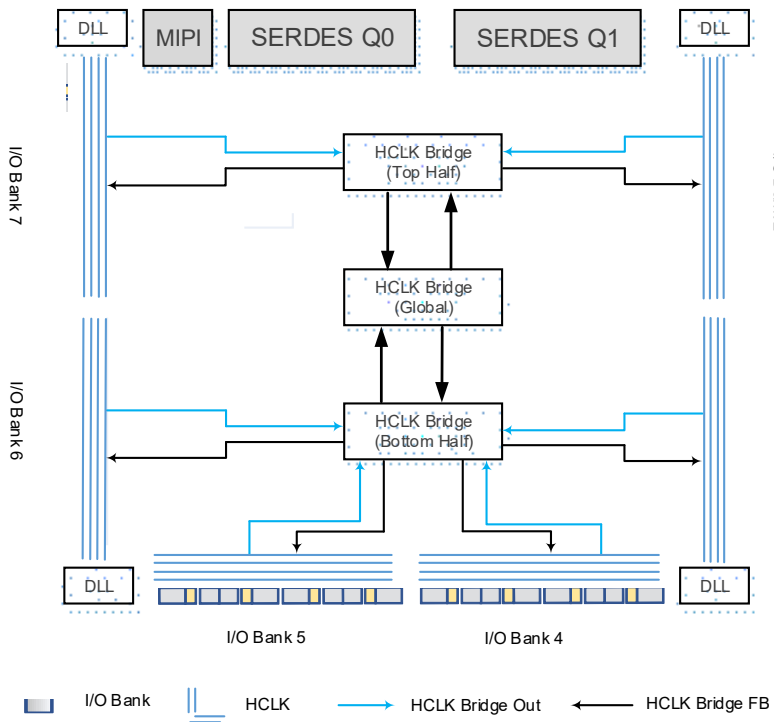 DLL
MIPI
SERDES Q0
SERDES Q1
DLL
I/O Bank 7
HCLK Bridge
(Top Half)
HCLK Bridge
(Global)
I/O Bank 6
HCLK Bridge
(Bottom Half)
DLL
DLL
I/O Bank 5
I/O Bank 4
I/O Bank
HCLK
HCLK Bridge Out
HCLK Bridge FB